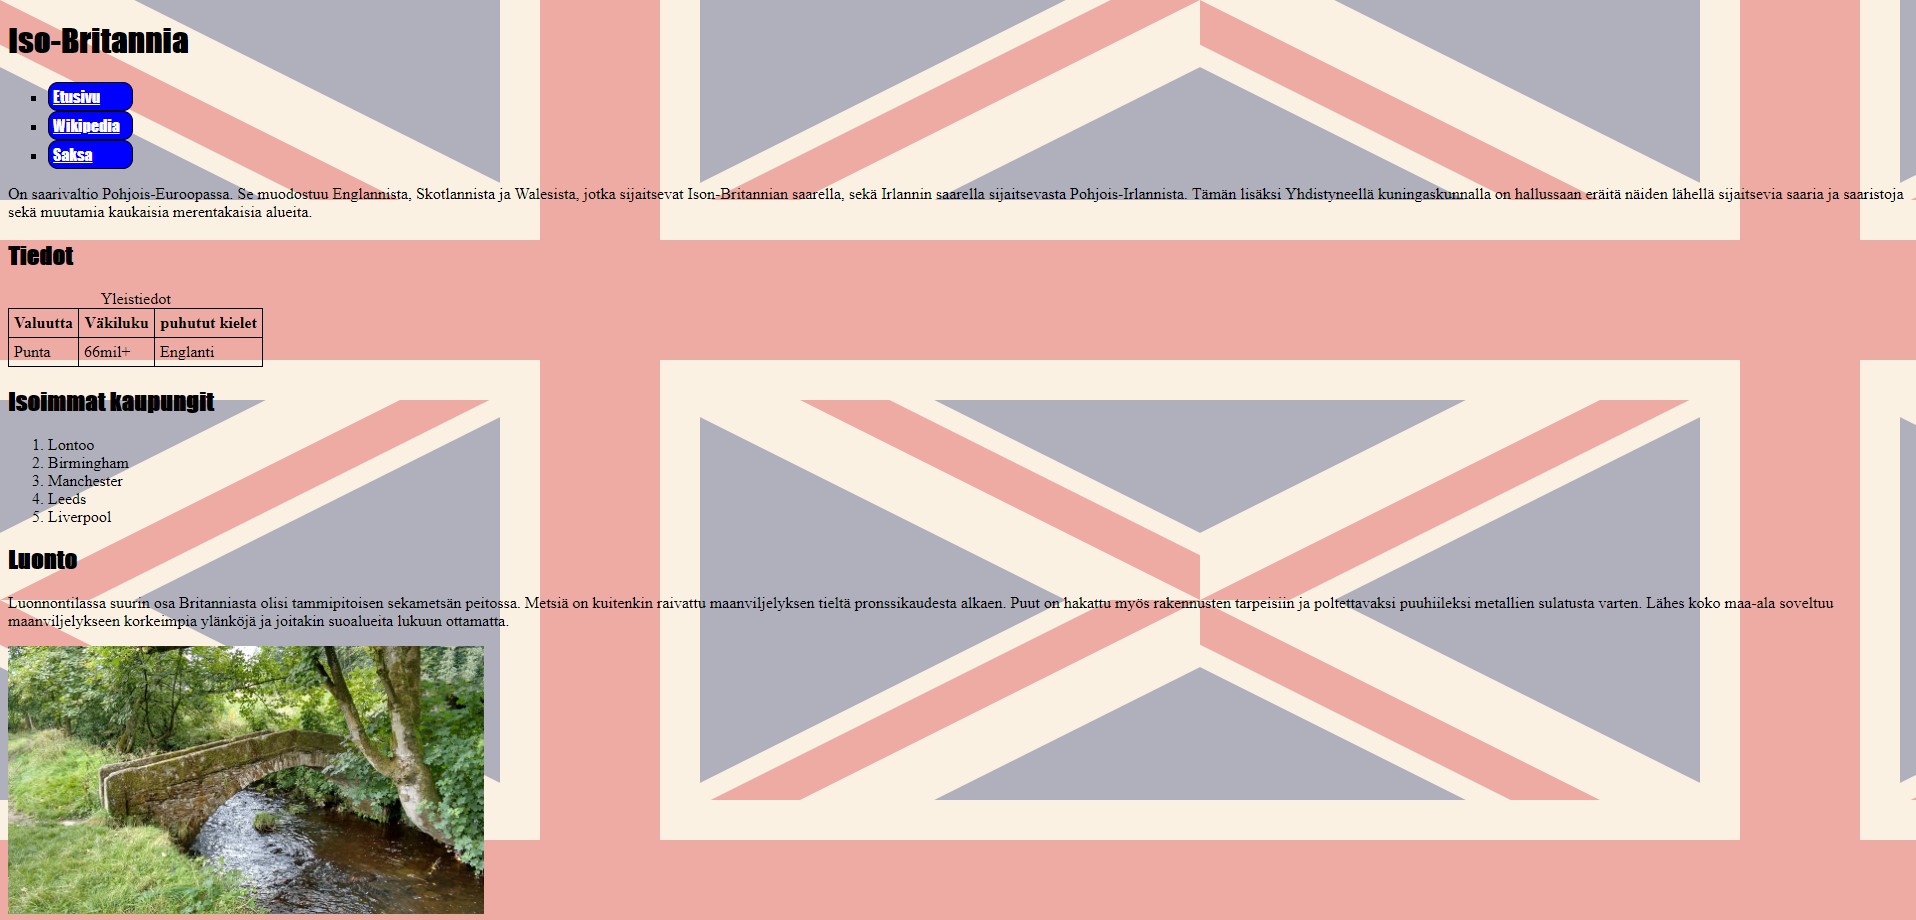 Iso-Britannia
Etusivu
Wikipedia
Saksa
On saarivaltio Pohjois-Euroopassa. Se muodostuu Englannista, Skotlannista ja Walesista, jotka sijaitsevat Ison-Britannian saarella, sekä Irlannin saarella sijaitsevasta Pohjois-Irlannista. Tämän lisäksi Yhdistyneellä kuningaskunnalla on hallussaan eräitä näiden lähellä sijaitsevia saaria ja saaristoja
sekä muutamia kaukaisia merentakaisia alueita.
Tiedot
Yleistiedot
Valuutta Väkiluku puhutut kielet
Punta 66mil+ Englanti
Isoimmat kaupungit
1. Lontoo
2. Birmingham
3. Manchester
4. Leeds
5. Liverpool
Luonto
Luonnontilassa suurin osa Britanniasta olisi tammipitoisen sekametsän peitossa. Metsiä on kuitenkin raivattu maanviljelyksen tieltä pronssikaudesta alkaen. Puut on hakattu myös rakennusten tarpeisiin ja poltettavaksi puuhiileksi metallien sulatusta varten. Lähes koko maa-ala soveltuu
maanviljelykseen korkeimpia ylänköjä ja joitakin suoalueita lukuun ottamatta.